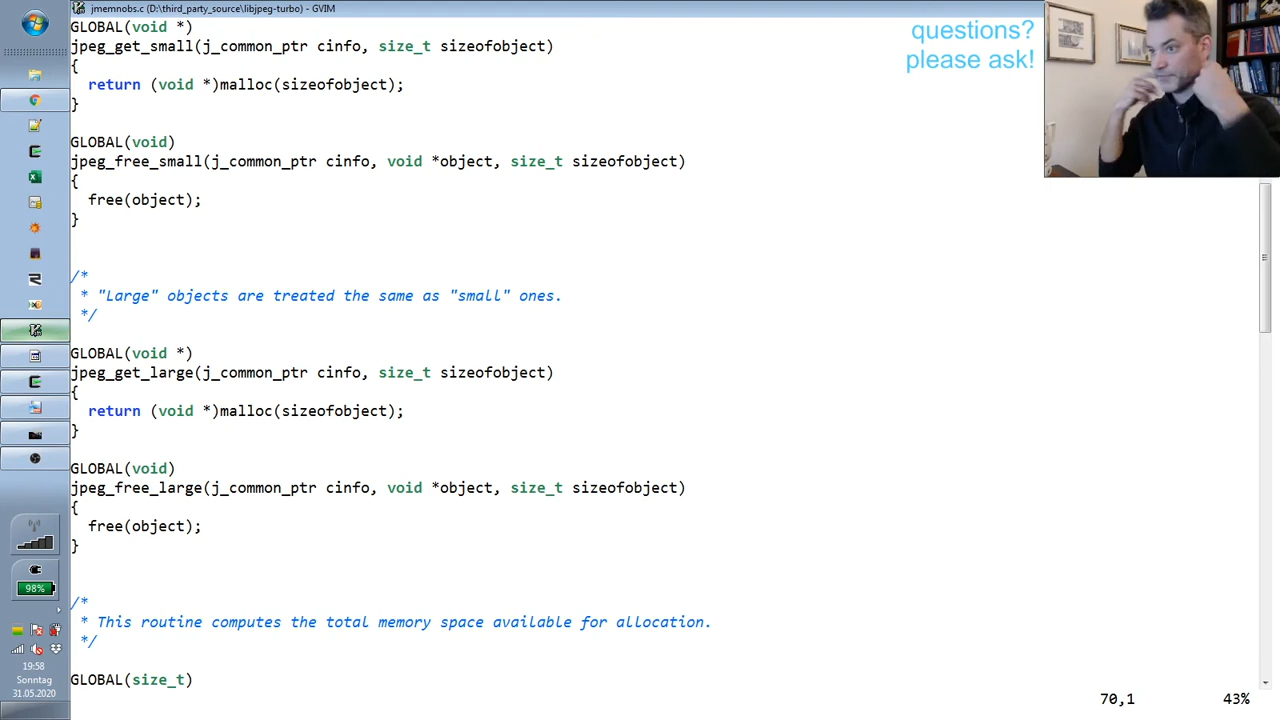 jmemnobs.c (D:\third_party_source\libjpeg-turbo) - GVIM
questions?
please ask!
GLOBAL(void *)
jpeg_get_small(j_common_ptr cinfo, size_t sizeofobject)
{
return (void *)malloc(sizeofobject);
}
GLOBAL(void)
jpeg_free_small(j_common_ptr cinfo, void *object, size_t sizeofobject)
{
free(object);
}
/*
* "Large" objects are treated the same as "small" ones.
*/
GLOBAL(void *)
jpeg_get_large(j_common_ptr cinfo, size_t sizeofobject)
{
return (void *)malloc(sizeofobject);
}
GLOBAL(void)
jpeg_free_large(j_common_ptr cinfo, void *object, size_t sizeofobject)
{
free(object);
}
/*
* This routine computes the total memory space available for allocation.
*/
GLOBAL(size_t)
70,1 43%
98%
19:58
Sonntag
31.05.2020